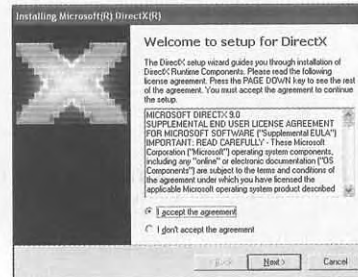 Installing Microsoft(R) DirectX(R)
Welcome to setup for DirectX
The DirectX setup wizard guides you through installation of
DirectX Runtime Components. Please read the following
license agreement. Press the PAGE DOWN key to see the rest
of the agreement. You must accept the agreement to continue
the setup.
MICROSOFT DIRECTX 9.0
SUPPLEMENTAL END USER LICENSE AGREEMENT
FOR MICROSOFT SOFTWARE ("Supplemental EULA")
IMPORTANT: READ CAREFULLY - These Microsoft
Corporation ("Microsoft") operating system components,
including any "online" or electronic documentation ("OS
Components") are subject to the terms and conditions of
the agreement under which you have licensed the
applicable Microsoft operating system product described
I accept the agreement
I don't accept the agreement
< Back Next > Cancel